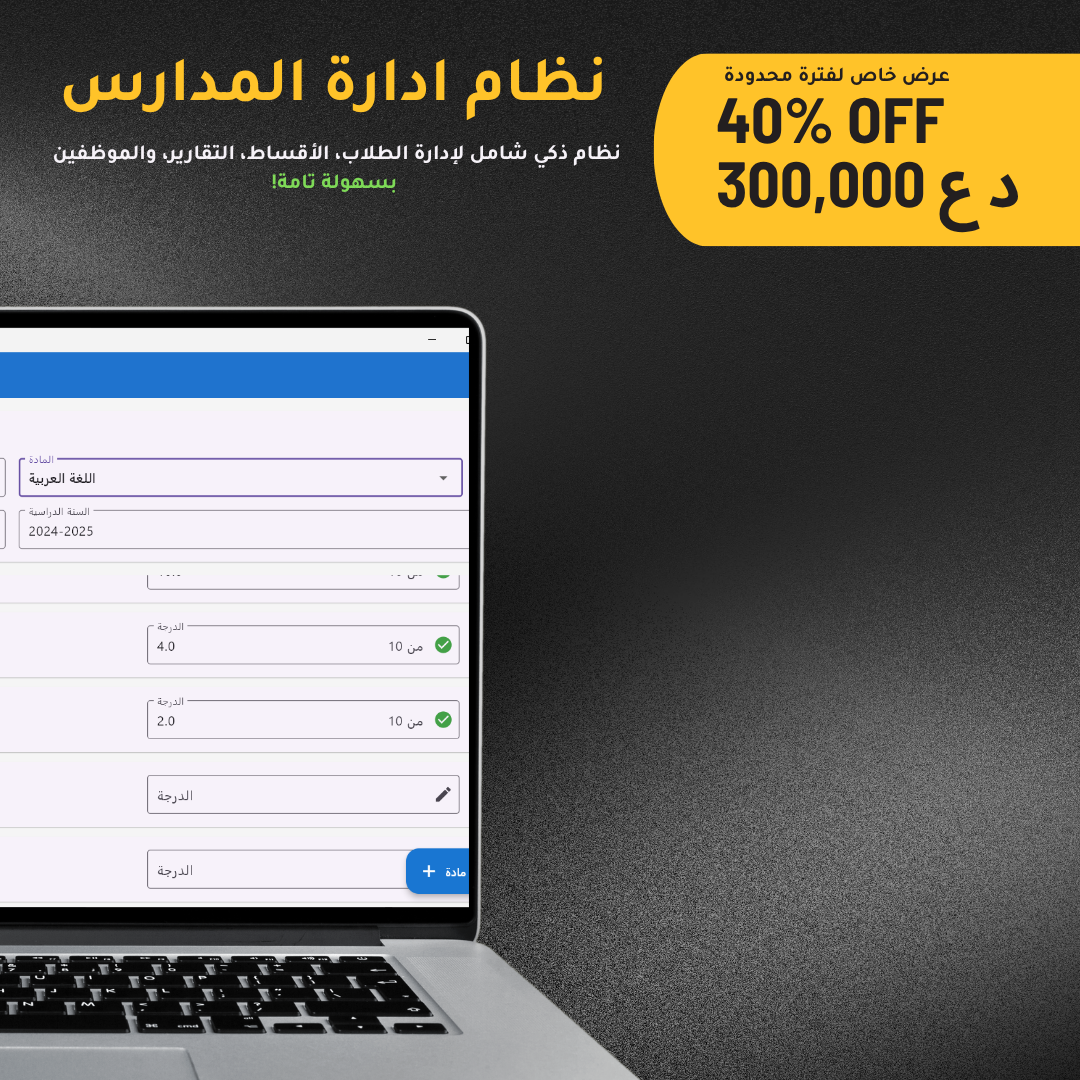 نظام ادارة المدارس
نظام ذكي شامل لإدارة الطلاب، الأقساط، التقارير، والموظفين
بسهولة تامة!
عرض خاص لفترة محدودة
40% OFF
300,000 د ع
المادة
اللغة العربية
السنة الدراسية
2024-2025
الدرجة
4.0 من 10
الدرجة
2.0 من 10
الدرجة
الدرجة
+ مادة
cmd